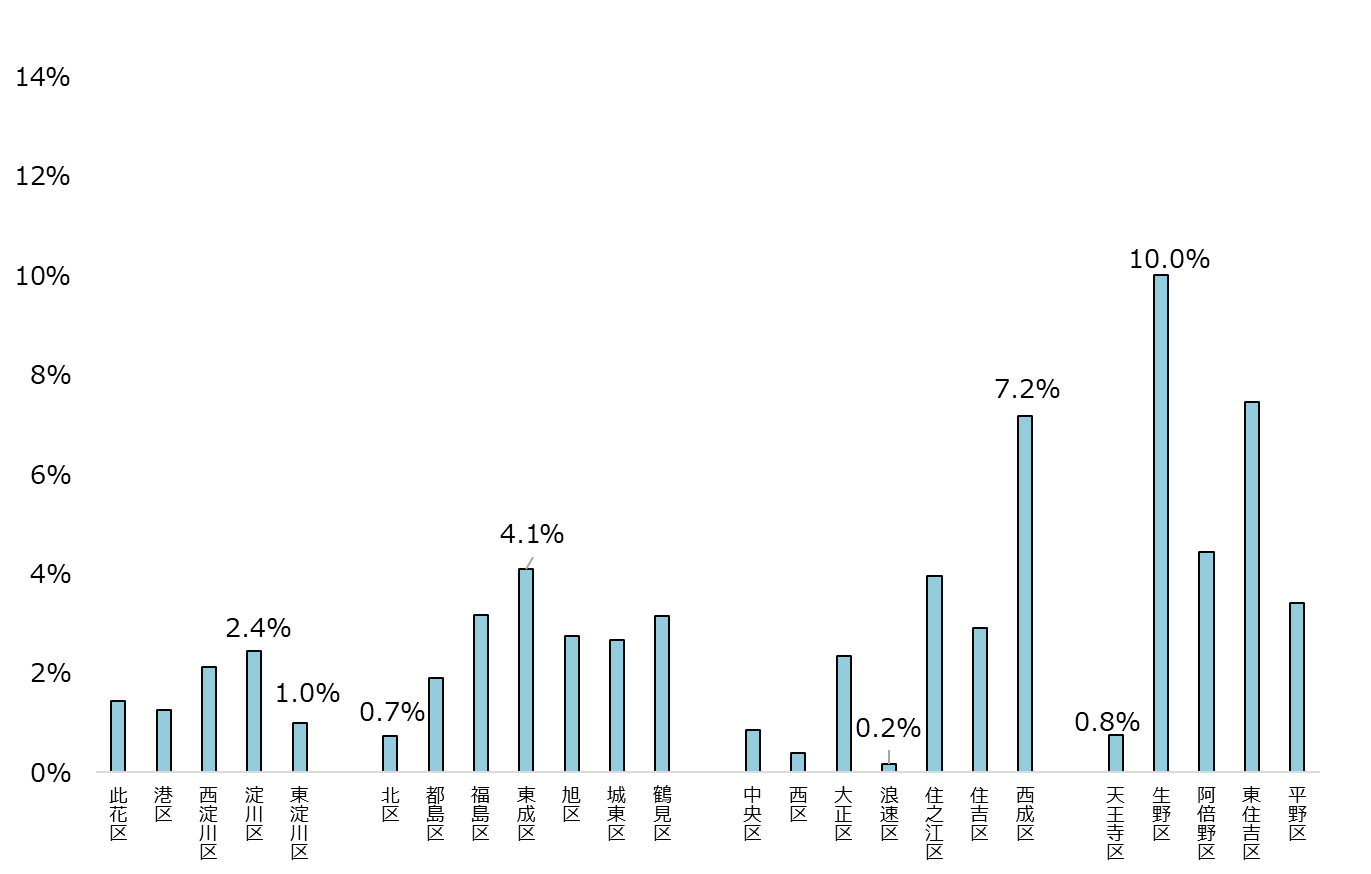 14%
12%
10%
8%
6%
4%
2%
0%
2.4%
1.0%
0.7%
4.1%
0.2%
7.2%
0.8%
10.0%
此花区
港区
西淀川区
淀川区
東淀川区
北区
都島区
福島区
東成区
旭区
城東区
鶴見区
中央区
西区
大正区
浪速区
住之江区
住吉区
西成区
天王寺区
生野区
阿倍野区
東住吉区
平野区